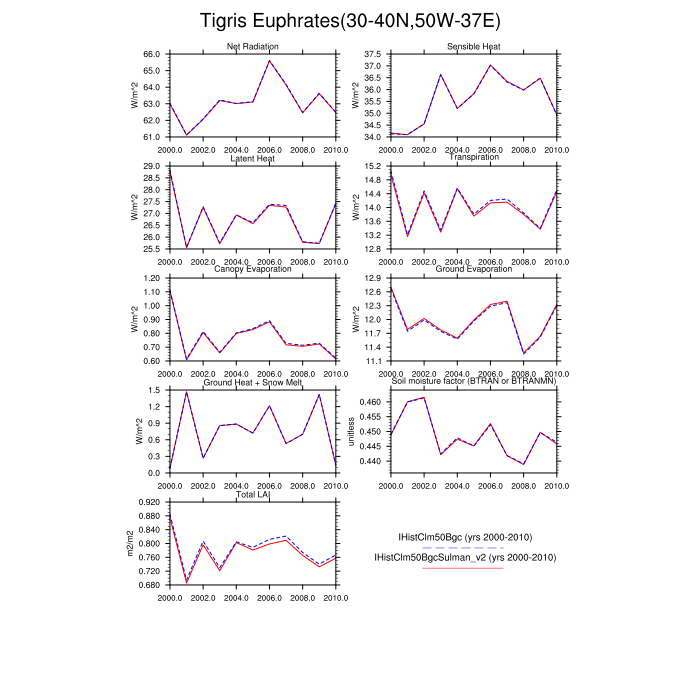 Tigris Euphrates(30-40N,50W-37E)
Net Radiation
W/m^2
66.0
65.0
64.0
63.0
62.0
61.0
2000.0 2002.0 2004.0 2006.0 2008.0 2010.0
Sensible Heat
W/m^2
37.5
37.0
36.5
36.0
35.5
35.0
34.5
34.0
2000.0 2002.0 2004.0 2006.0 2008.0 2010.0
Latent Heat
W/m^2
29.0
28.5
28.0
27.5
27.0
26.5
26.0
25.5
2000.0 2002.0 2004.0 2006.0 2008.0 2010.0
Transpiration
W/m^2
15.2
14.8
14.4
14.0
13.6
13.2
12.8
2000.0 2002.0 2004.0 2006.0 2008.0 2010.0
Canopy Evaporation
W/m^2
1.20
1.00
0.90
0.80
0.70
0.60
2000.0 2002.0 2004.0 2006.0 2008.0 2010.0
Ground Evaporation
W/m^2
12.9
12.6
12.3
12.0
11.7
11.4
11.1
2000.0 2002.0 2004.0 2006.0 2008.0 2010.0
Ground Heat + Snow Melt
W/m^2
1.5
1.2
0.9
0.6
0.3
0.0
2000.0 2002.0 2004.0 2006.0 2008.0 2010.0
Soil moisture factor (BTRAN or BTRANMN)
unitless
0.460
0.455
0.450
0.445
0.440
2000.0 2002.0 2004.0 2006.0 2008.0 2010.0
Total LAI
m2/m2
0.920
0.880
0.840
0.800
0.760
0.720
0.680
2000.0 2002.0 2004.0 2006.0 2008.0 2010.0
IHistClm50Bgc (yrs 2000-2010)
IHistClm50BgcSulman_v2 (yrs 2000-2010)